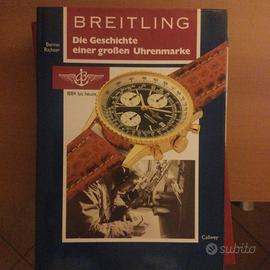 BREITLING
Benno
Richter
Die Geschichte
einer großen Uhrenmarke
1884 bis heute
Callwey
subito